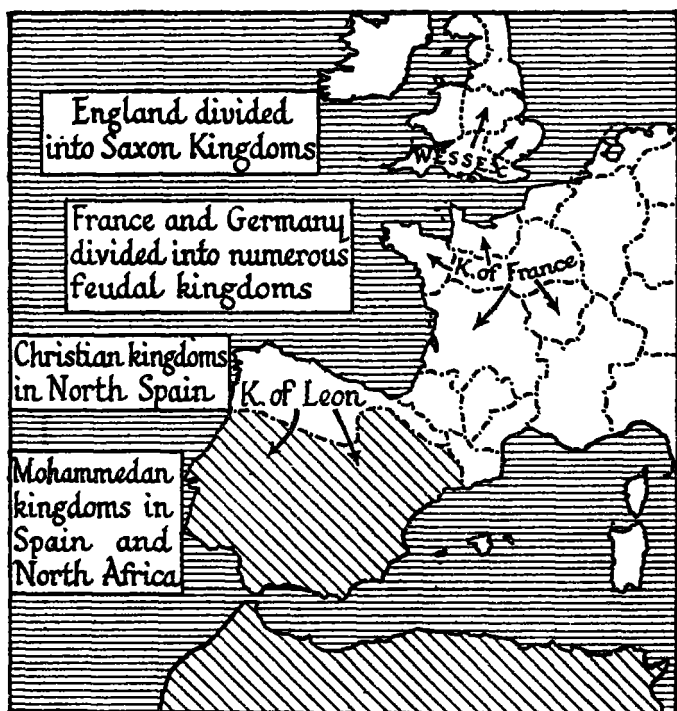 England divided
into Saxon Kingdoms
WESSEX
France and Germany
divided into numerous
feudal kingdoms
K. of France
Christian kingdoms
in North Spain
K. of Leon
Mohammedan
kingdoms in
Spain and
North Africa